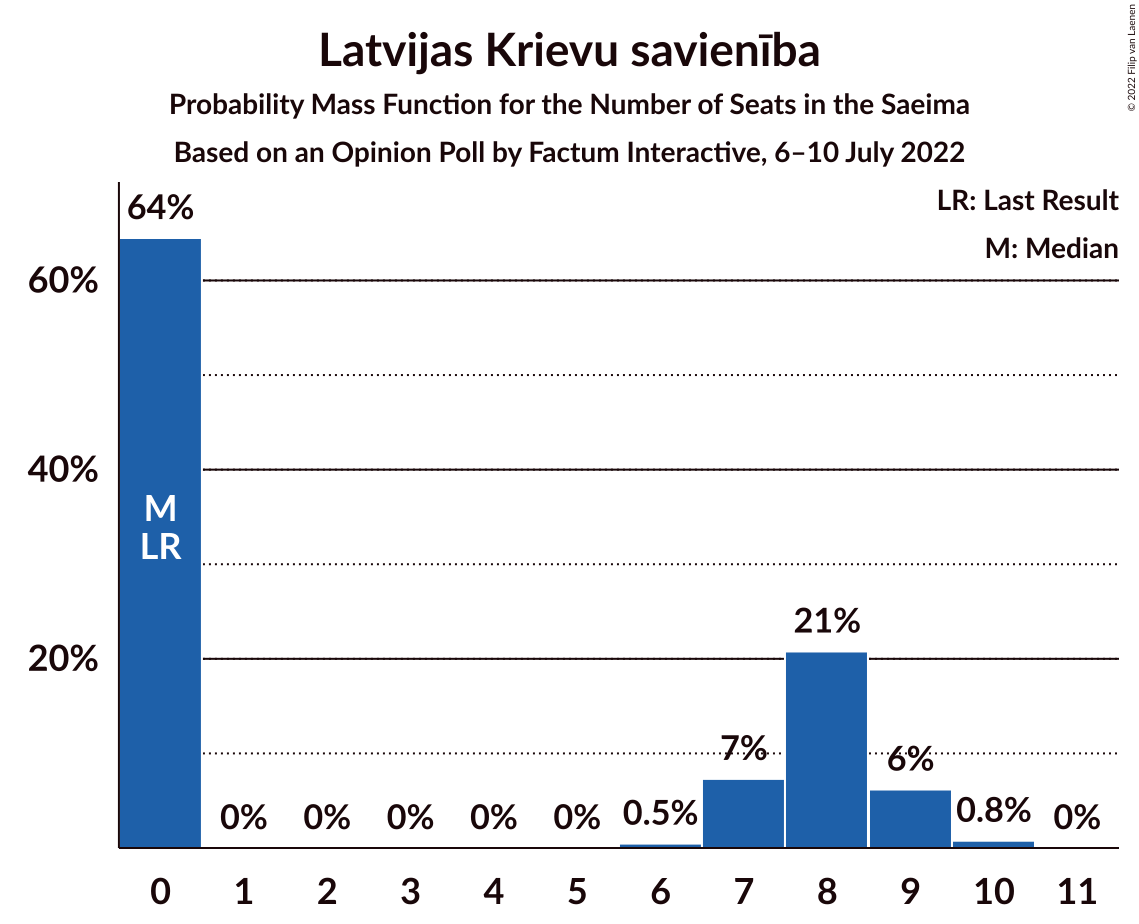 Latvijas Krievu savienība
Probability Mass Function for the Number of Seats in the Saeima
Based on an Opinion Poll by Factum Interactive, 6–10 July 2022
© 2022 Filip van Laenen
LR: Last Result
M: Median
64%
60%
40%
20%
M
LR
0%
0%
0%
0%
0%
0.5%
7%
21%
6%
0.8%
0%
0 1 2 3 4 5 6 7 8 9 10 11